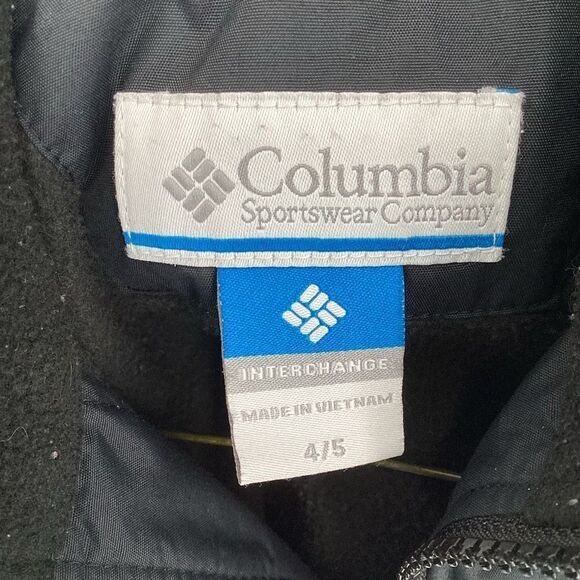 Columbia
Sportswear Company
INTERCHANGE
MADE IN VIETNAM
4/5